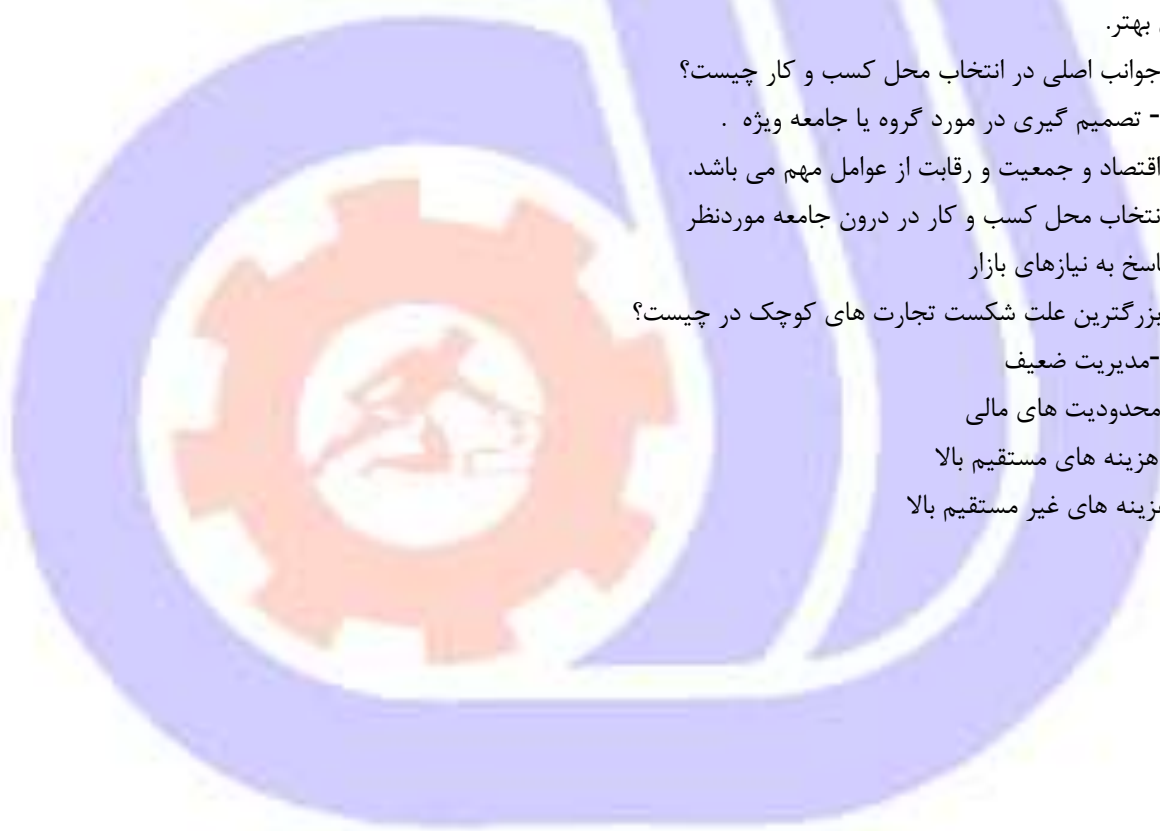 بهتر.
جوانب اصلی در انتخاب محل کسب و کار چیست؟
- تصمیم گیری در مورد گروه یا جامعه ویژه .
اقتصاد و جمعیت و رقابت از عوامل مهم می باشد.
نتخاب محل کسب و کار در درون جامعه موردنظر
اسخ به نیازهای بازار
بزرگترین علت شکست تجارت های کوچک در چیست؟
-مدیریت ضعیف
محدودیت های مالی
هزینه های مستقیم بالا
زینه های غیر مستقیم بالا